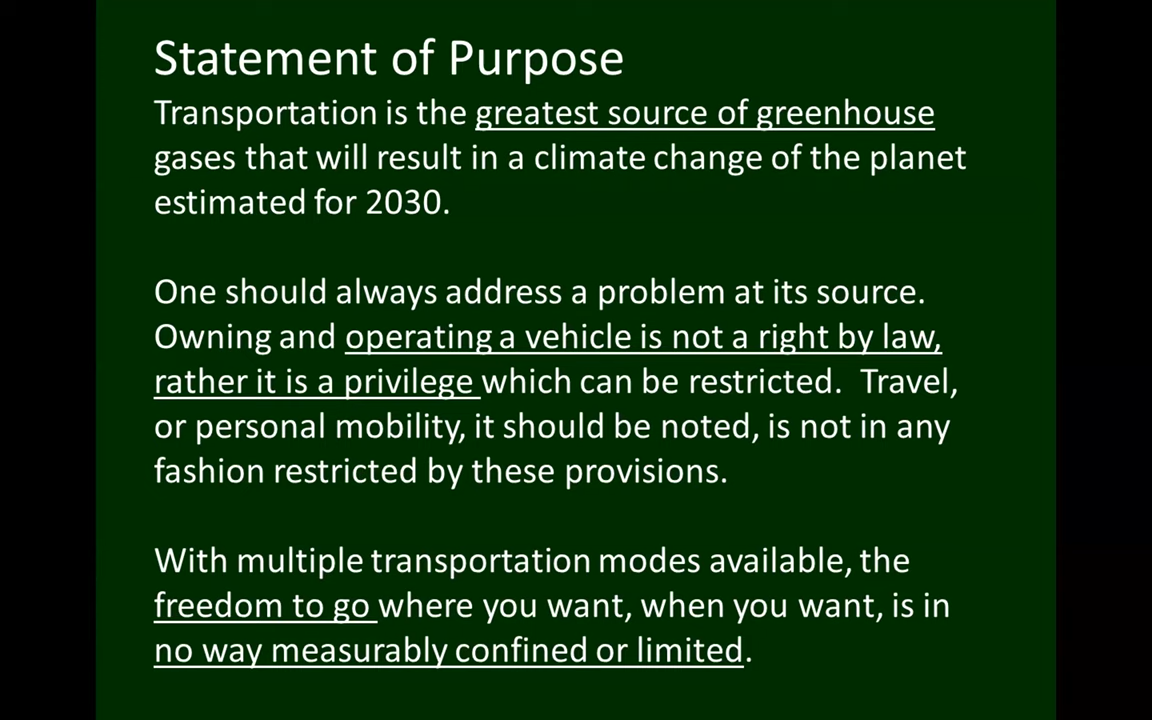 Statement of Purpose
Transportation is the greatest source of greenhouse
gases that will result in a climate change of the planet
estimated for 2030.
One should always address a problem at its source.
Owning and operating a vehicle is not a right by law,
rather it is a privilege which can be restricted.  Travel,
or personal mobility, it should be noted, is not in any
fashion restricted by these provisions.
With multiple transportation modes available, the
freedom to go where you want, when you want, is in
no way measurably confined or limited.